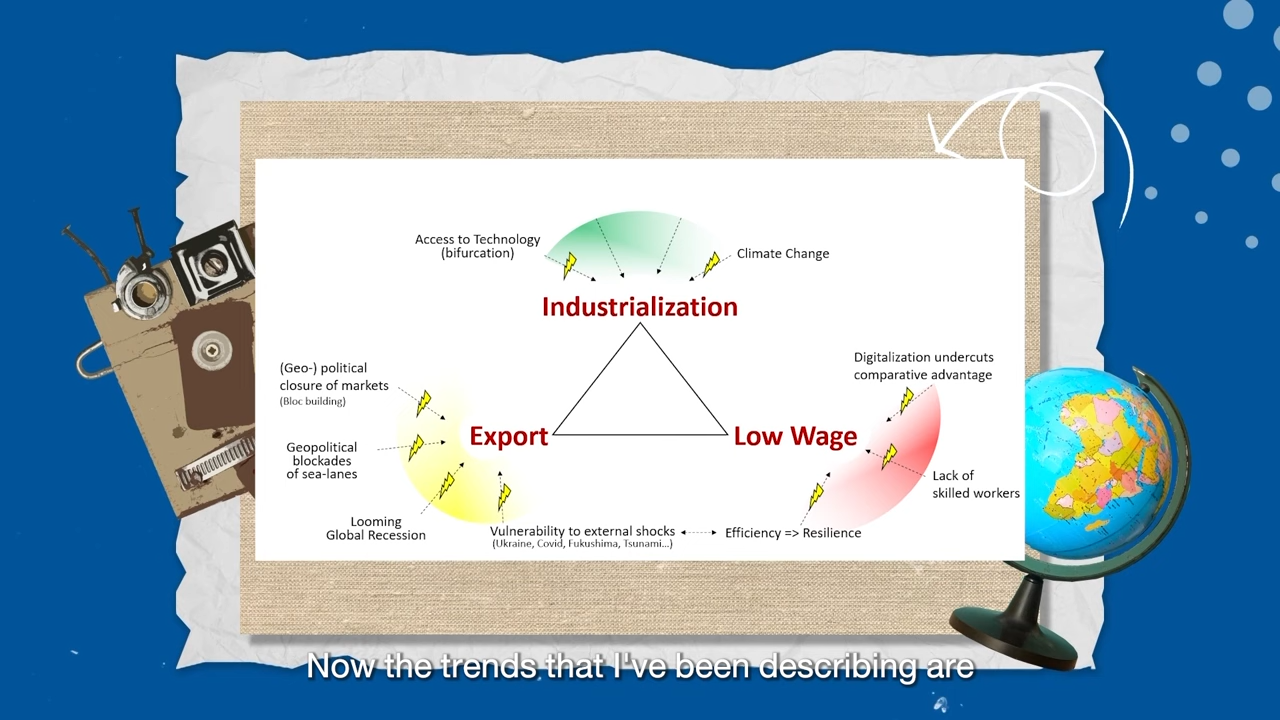 Access to Technology
(bifurcation)
Climate Change
Industrialization
(Geo-) political
closure of markets
(Bloc building)
Digitalization undercuts
comparative advantage
Export
Low Wage
Geopolitical
blockades
of sea-lanes
Lack of
skilled workers
Looming
Global Recession
Vulnerability to external shocks
(Ukraine, Covid, Fukushima, Tsunami...)
Efficiency => Resilience
Now the trends that I've been describing are